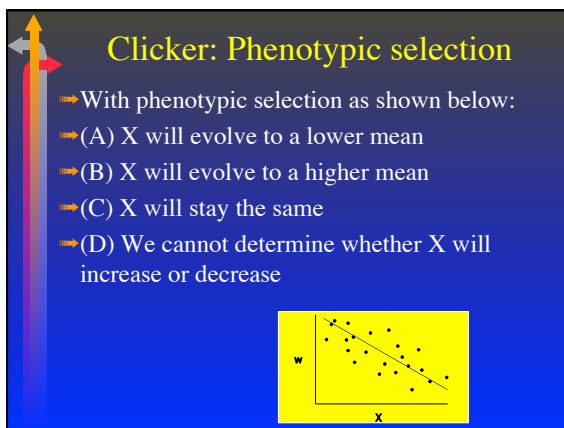 Clicker: Phenotypic selection
With phenotypic selection as shown below:
(A) X will evolve to a lower mean
(B) X will evolve to a higher mean
(C) X will stay the same
(D) We cannot determine whether X will
increase or decrease
w
X